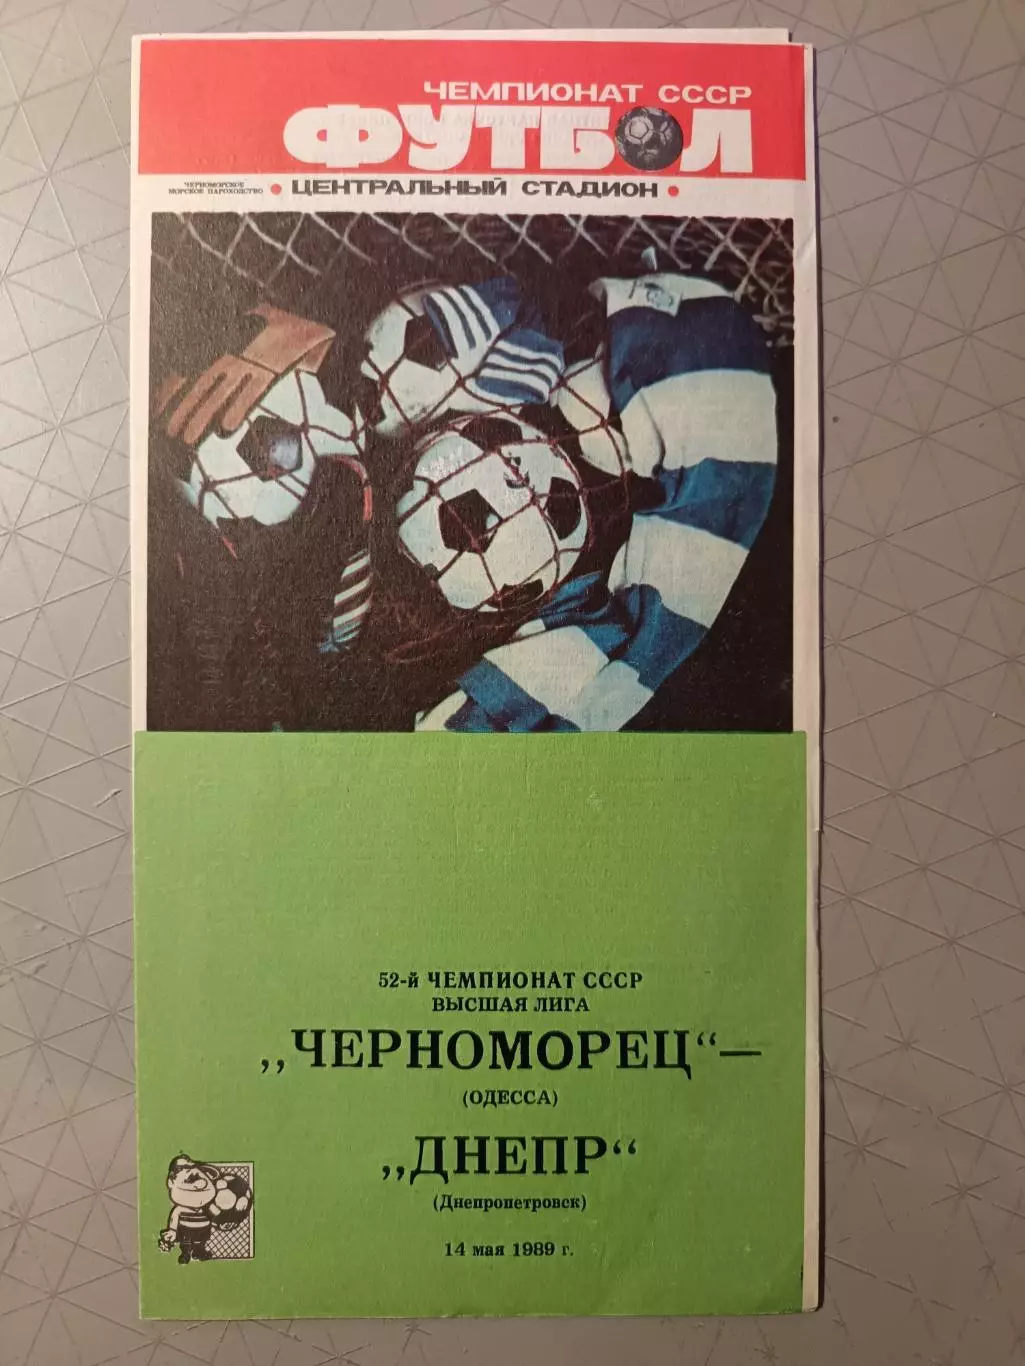 ЧЕМПИОНАТ СССР
ФУТБОЛ
ЧЕРНОМОРСКОЕ
МОРСКОЕ ПАРОХОДСТВО
• ЦЕНТРАЛЬНЫЙ СТАДИОН •
52-й ЧЕМПИОНАТ СССР
ВЫСШАЯ ЛИГА
„ЧЕРНОМОРЕЦ“—
(ОДЕССА)
„ДНЕПР“
(Днепропетровск)
14 мая 1989 г.